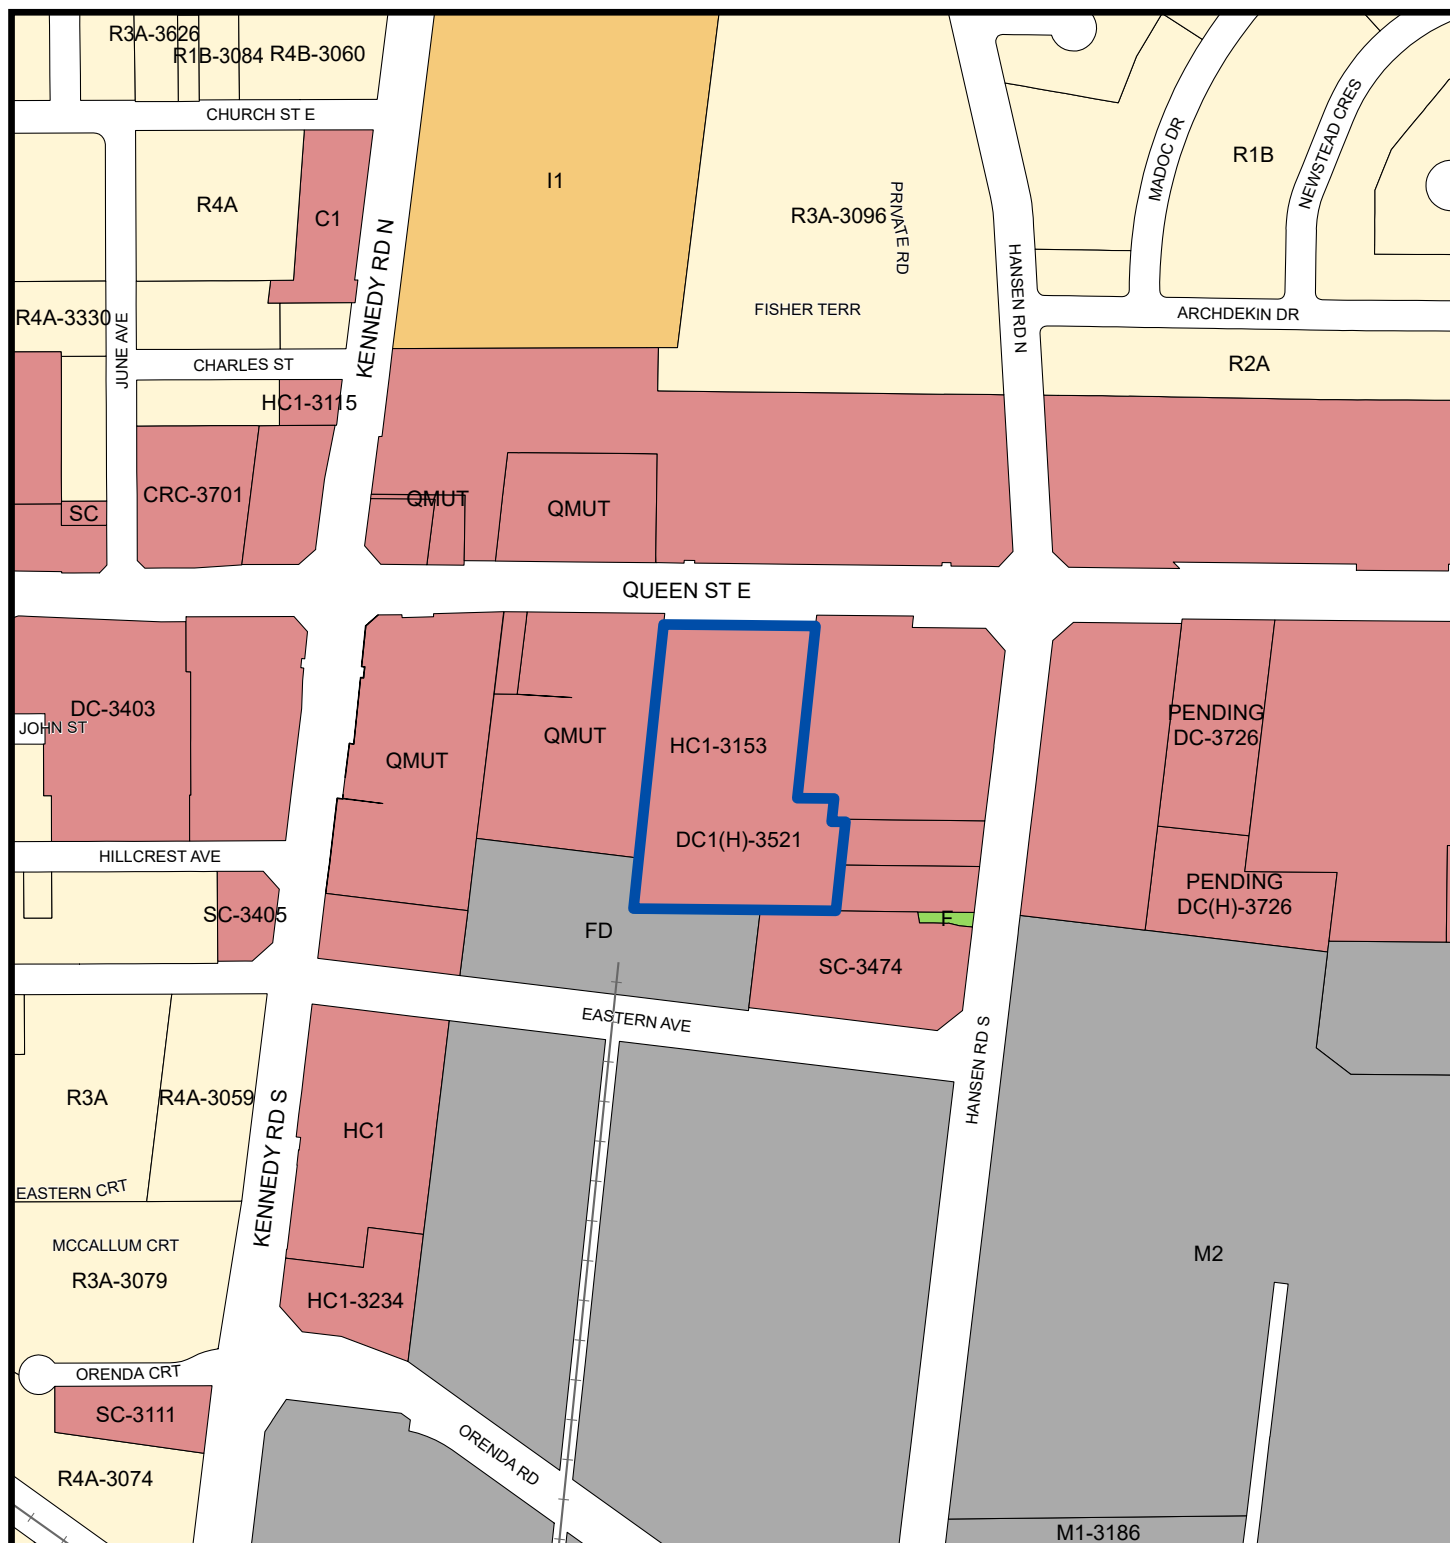 R3A-3626
R1B-3084
R4B-3060
CHURCH ST E
R4A
C1
I1
R3A-3096
PRIVATE RD
FISHER TERR
MADOC DR
R1B
NEWSTEAD CRES
KENNEDY RD N
HANSEN RD N
ARCHDEKIN DR
R4A-3330
JUNE AVE
CHARLES ST
R2A
HC1-3115
CRC-3701
SC
QMUT
QMUT
QUEEN ST E
DC-3403
JOHN ST
QMUT
QMUT
HC1-3153
PENDING
DC-3726
DC1(H)-3521
HILLCREST AVE
PENDING
DC(H)-3726
SC-3405
FD
F
SC-3474
EASTERN AVE
HANSEN RD S
R3A
R4A-3059
HC1
KENNEDY RD S
EASTERN CRT
MCCALLUM CRT
R3A-3079
M2
HC1-3234
ORENDA CRT
SC-3111
ORENDA RD
R4A-3074
M1-3186